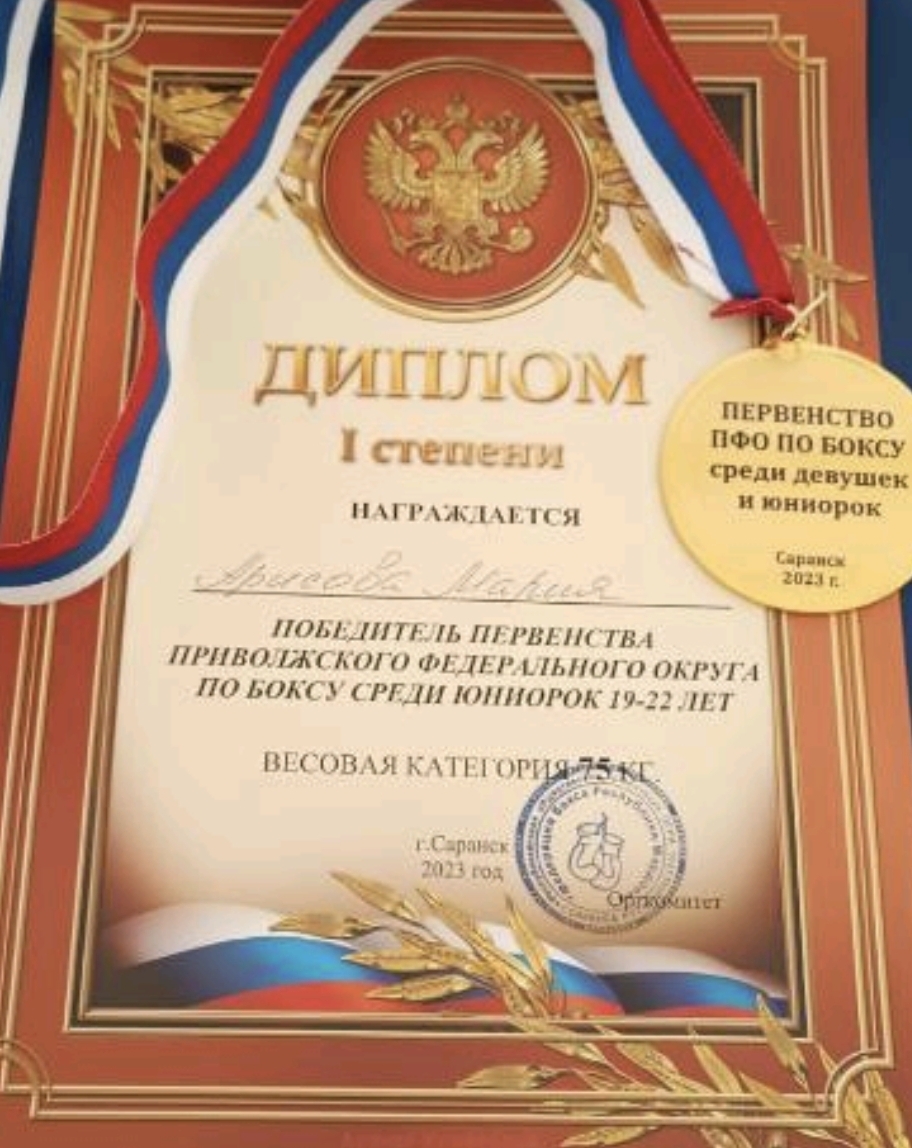 ДИПЛОМ
I степени
НАГРАЖДАЕТСЯ
Арисова Мария
ПОБЕДИТЕЛЬ ПЕРВЕНСТВА
ПРИВОЛЖСКОГО ФЕДЕРАЛЬНОГО ОКРУГА
ПО БОКСУ СРЕДИ ЮНИОРОК 19-22 ЛЕТ
ВЕСОВАЯ КАТЕГОРИЯ 75 КГ.
г.Саранск
2023 год
Оргкомитет
ПЕРВЕНСТВО
ПФО ПО БОКСУ
среди девушек
и юниорок
Саранск
2023 г.